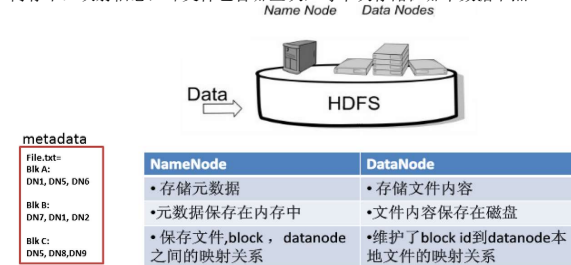 Name Node Data Nodes
Data
HDFS
metadata
File.txt=
Blk A:
DN1, DN5, DN6
Blk B:
DN7, DN1, DN2
Blk C:
DN5, DN8,DN9
NameNode DataNode
• 存储元数据 • 存储文件内容
•元数据保存在内存中 •文件内容保存在磁盘
• 保存文件,block ，datanode 之间的映射关系
•维护了block id到datanode本地文件的映射关系